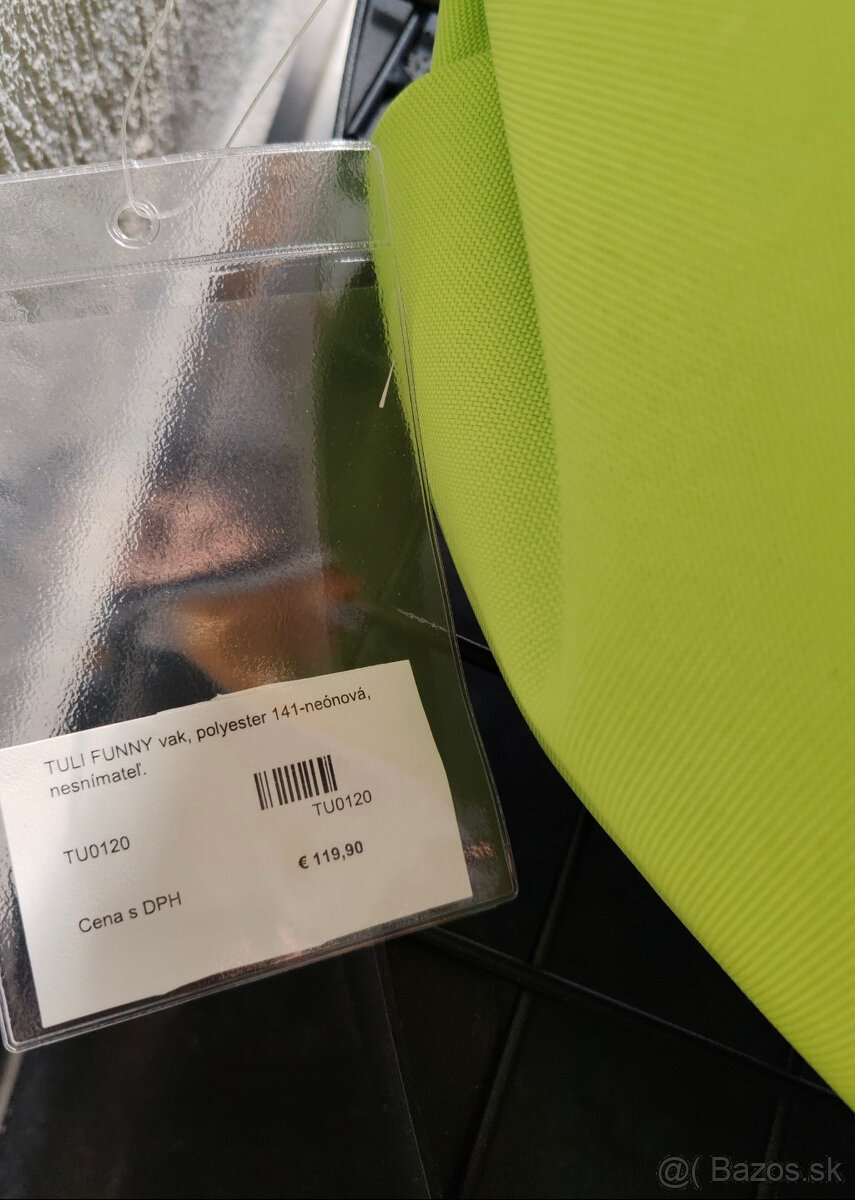 TULI FUNNY vak, polyester 141-neónová,
nesnímateľ.
TU0120
TU0120
€ 119,90
Cena s DPH
@( Bazos.sk